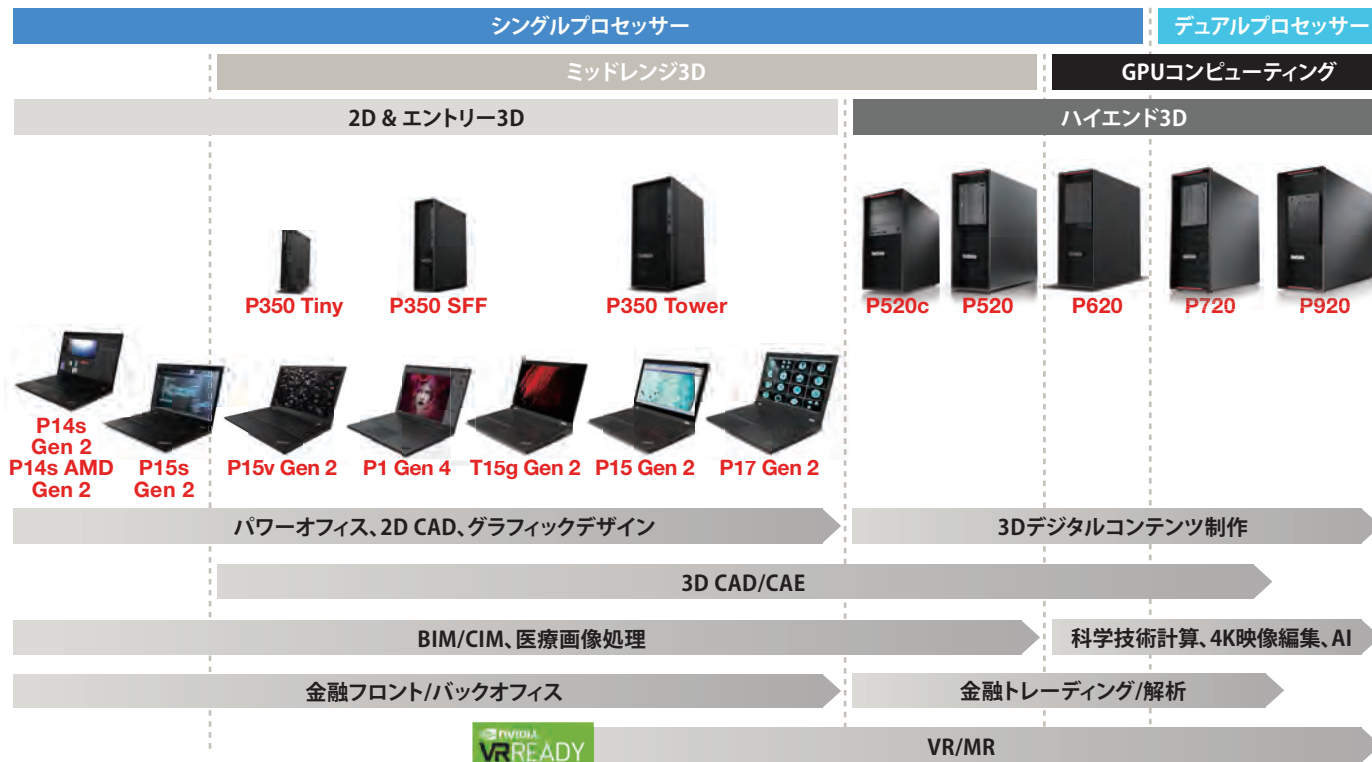 シングルプロセッサー
デュアルプロセッサー
ミッドレンジ3D
GPUコンピューティング
2D & エントリー3D
ハイエンド3D
P350 Tiny
P350 SFF
P350 Tower
P520c
P520
P620
P720
P920
P14s
Gen 2
P14s AMD
Gen 2
P15s
Gen 2
P15v Gen 2
P1 Gen 4
T15g Gen 2
P15 Gen 2
P17 Gen 2
パワーオフィス、2D CAD、グラフィックデザイン
3Dデジタルコンテンツ制作
3D CAD/CAE
BIM/CIM、医療画像処理
科学技術計算、4K映像編集、AI
金融フロント/バックオフィス
金融トレーディング/解析
NVIDIA
VR READY
VR/MR